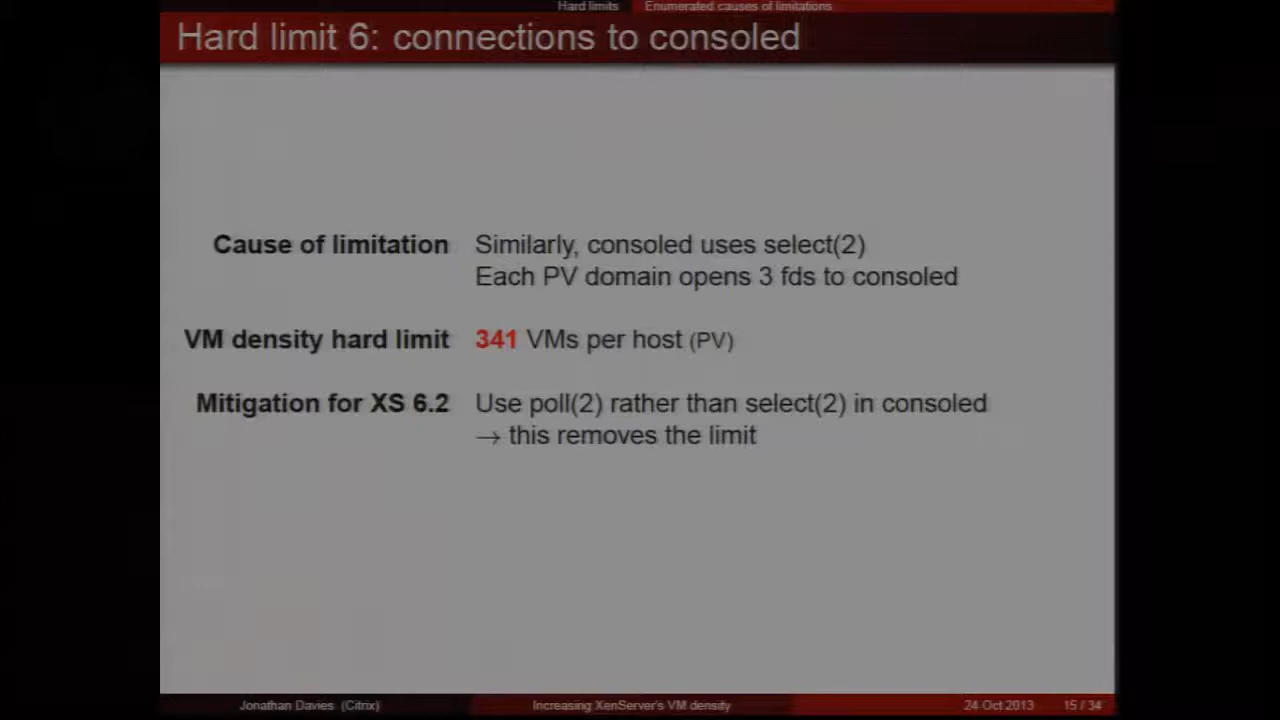 Hard limits Enumerated causes of limitations
Hard limit 6: connections to consoled
Cause of limitation Similarly, consoled uses select(2)
Each PV domain opens 3 fds to consoled
VM density hard limit 341 VMs per host (PV)
Mitigation for XS 6.2 Use poll(2) rather than select(2) in consoled
→ this removes the limit
Jonathan Davies (Citrix) Increasing XenServer's VM density 24 Oct 2013 15 / 34